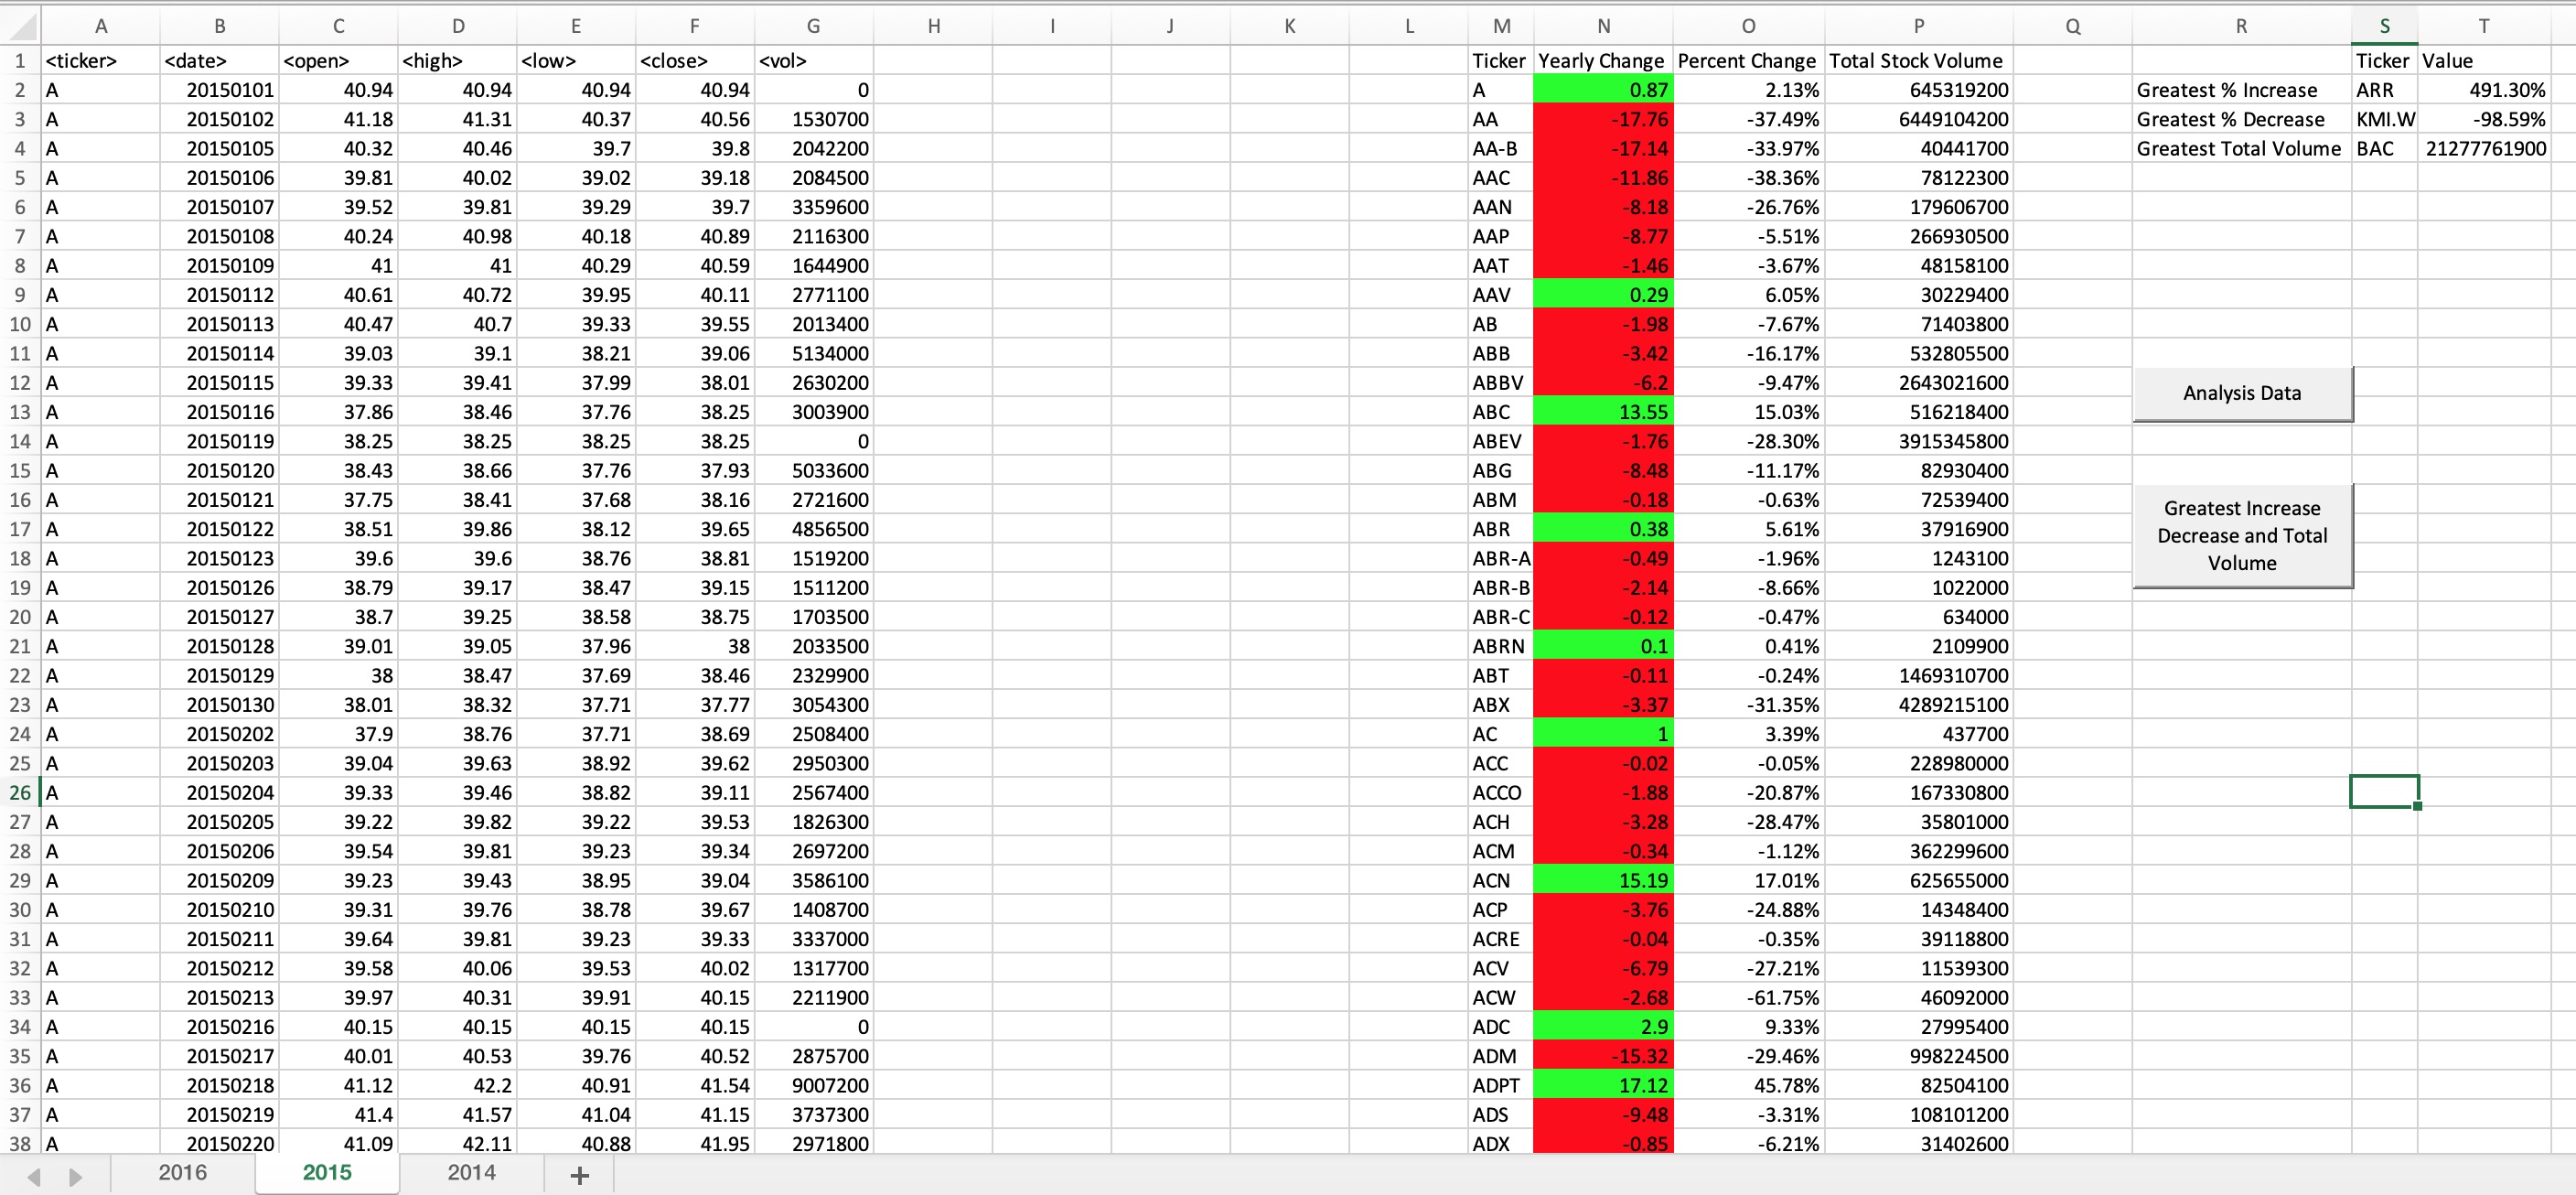 A B C D E F G H I J K L M N O P Q R S T
1 <ticker> <date> <open> <high> <low> <close> <vol> Ticker Yearly Change Percent Change Total Stock Volume Ticker Value
2 A 20150101 40.94 40.94 40.94 40.94 0 A 0.87 2.13% 645319200 Greatest % Increase ARR 491.30%
3 A 20150102 41.18 41.31 40.37 40.56 1530700 AA -17.76 -37.49% 6449104200 Greatest % Decrease KMI.W -98.59%
4 A 20150105 40.32 40.46 39.7 39.8 2042200 AA-B -17.14 -33.97% 40441700 Greatest Total Volume BAC 21277761900
5 A 20150106 39.81 40.02 39.02 39.18 2084500 AAC -11.86 -38.36% 78122300
6 A 20150107 39.52 39.81 39.29 39.7 3359600 AAN -8.18 -26.76% 179606700
7 A 20150108 40.24 40.98 40.18 40.89 2116300 AAP -8.77 -5.51% 266930500
8 A 20150109 41 41 40.29 40.59 1644900 AAT -1.46 -3.67% 48158100
9 A 20150112 40.61 40.72 39.95 40.11 2771100 AAV 0.29 6.05% 30229400
10 A 20150113 40.47 40.7 39.33 39.55 2013400 AB -1.98 -7.67% 71403800
11 A 20150114 39.03 39.1 38.21 39.06 5134000 ABB -3.42 -16.17% 532805500
12 A 20150115 39.33 39.41 37.99 38.01 2630200 ABBV -6.2 -9.47% 2643021600
Analysis Data
13 A 20150116 37.86 38.46 37.76 38.25 3003900 ABC 13.55 15.03% 516218400
14 A 20150119 38.25 38.25 38.25 38.25 0 ABEV -1.76 -28.30% 3915345800
15 A 20150120 38.43 38.66 37.76 37.93 5033600 ABG -8.48 -11.17% 82930400
16 A 20150121 37.75 38.41 37.68 38.16 2721600 ABM -0.18 -0.63% 72539400
Greatest Increase
Decrease and Total
Volume
17 A 20150122 38.51 39.86 38.12 39.65 4856500 ABR 0.38 5.61% 37916900
18 A 20150123 39.6 39.6 38.76 38.81 1519200 ABR-A -0.49 -1.96% 1243100
19 A 20150126 38.79 39.17 38.47 39.15 1511200 ABR-B -2.14 -8.66% 1022000
20 A 20150127 38.7 39.25 38.58 38.75 1703500 ABR-C -0.12 -0.47% 634000
21 A 20150128 39.01 39.05 37.96 38 2033500 ABRN 0.1 0.41% 2109900
22 A 20150129 38 38.47 37.69 38.46 2329900 ABT -0.11 -0.24% 1469310700
23 A 20150130 38.01 38.32 37.71 37.77 3054300 ABX -3.37 -31.35% 4289215100
24 A 20150202 37.9 38.76 37.71 38.69 2508400 AC 1 3.39% 437700
25 A 20150203 39.04 39.63 38.92 39.62 2950300 ACC -0.02 -0.05% 228980000
26 A 20150204 39.33 39.46 38.82 39.11 2567400 ACCO -1.88 -20.87% 167330800
27 A 20150205 39.22 39.82 39.22 39.53 1826300 ACH -3.28 -28.47% 35801000
28 A 20150206 39.54 39.81 39.23 39.34 2697200 ACM -0.34 -1.12% 362299600
29 A 20150209 39.23 39.43 38.95 39.04 3586100 ACN 15.19 17.01% 625655000
30 A 20150210 39.31 39.76 38.78 39.67 1408700 ACP -3.76 -24.88% 14348400
31 A 20150211 39.64 39.81 39.23 39.33 3337000 ACRE -0.04 -0.35% 39118800
32 A 20150212 39.58 40.06 39.53 40.02 1317700 ACV -6.79 -27.21% 11539300
33 A 20150213 39.97 40.31 39.91 40.15 2211900 ACW -2.68 -61.75% 46092000
34 A 20150216 40.15 40.15 40.15 40.15 0 ADC 2.9 9.33% 27995400
35 A 20150217 40.01 40.53 39.76 40.52 2875700 ADM -15.32 -29.46% 998224500
36 A 20150218 41.12 42.2 40.91 41.54 9007200 ADPT 17.12 45.78% 82504100
37 A 20150219 41.4 41.57 41.04 41.15 3737300 ADS -9.48 -3.31% 108101200
38 A 20150220 41.09 42.11 40.88 41.95 2971800 ADX -0.85 -6.21% 31402600
2016 2015 2014 +